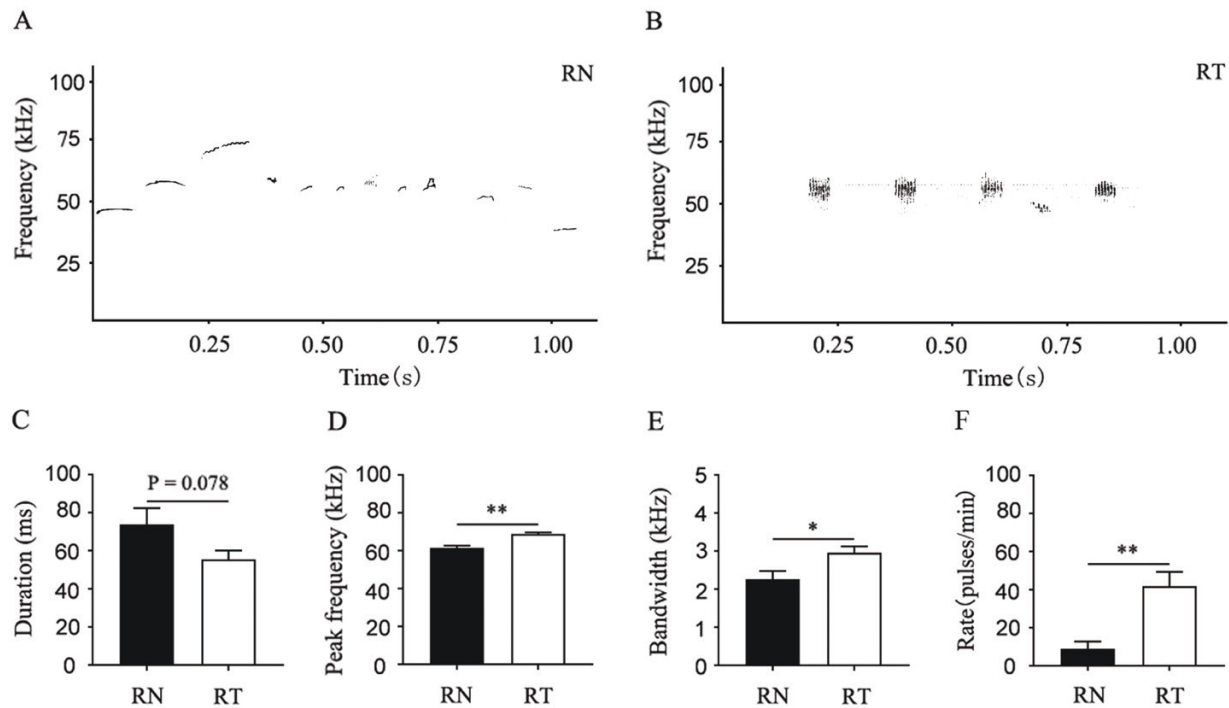 A
B
RN
RT
Frequency (kHz)
100
75
50
25
0.25
0.50
0.75
1.00
Time(s)
Frequency (kHz)
100
75
50
25
0.25
0.50
0.75
1.00
Time(s)
C
D
E
F
Duration (ms)
100
80
60
40
20
0
P = 0.078
RN
RT
Peak frequency (kHz)
100
80
60
40
20
0
**
RN
RT
Bandwidth (kHz)
5
4
3
2
1
0
*
RN
RT
Rate(pulses/min)
100
80
60
40
20
0
**
RN
RT